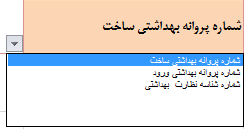 شماره پروانه بهداشتی ساخت
شماره پروانه بهداشتی ساخت
شماره پروانه بهداشتی ورود
شماره شناسه نظارت بهداشتی